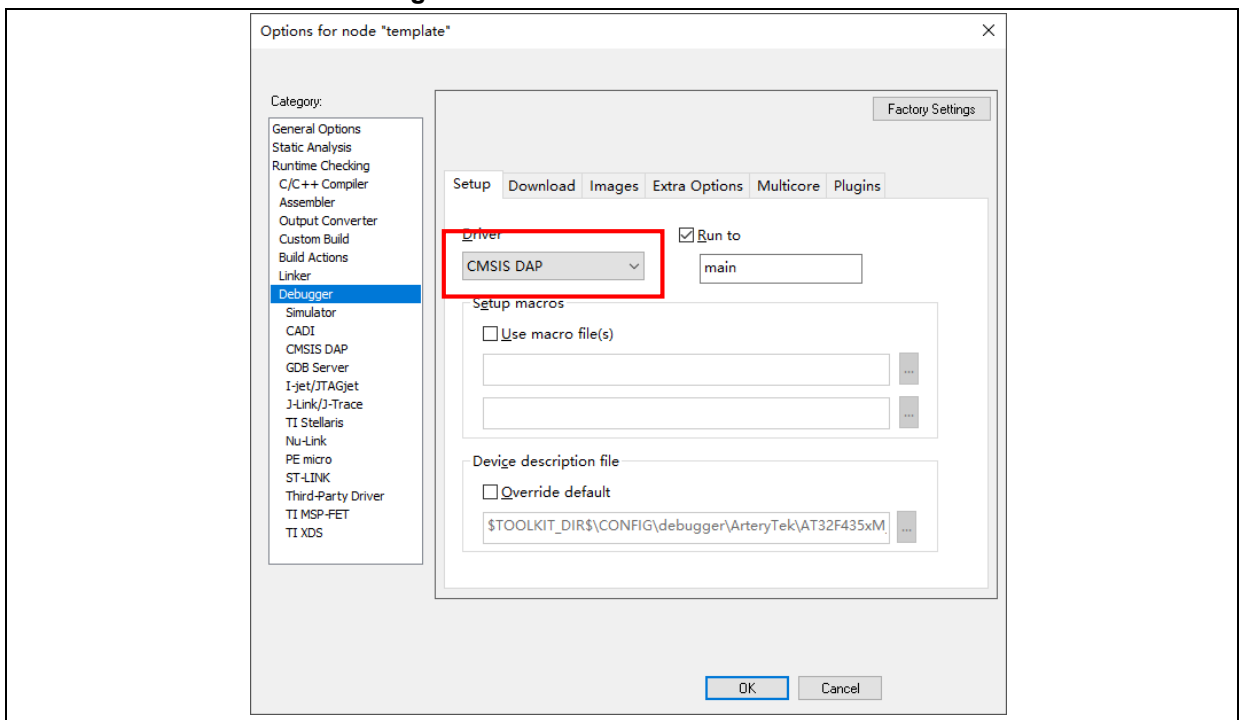 Options for node "template"
Category:
Factory Settings
General Options
Static Analysis
Runtime Checking
C/C++ Compiler
Assembler
Output Converter
Custom Build
Build Actions
Linker
Debugger
Simulator
CADI
CMSIS DAP
GDB Server
I-jet/JTAGjet
J-Link/J-Trace
TI Stellaris
Nu-Link
PE micro
ST-LINK
Third-Party Driver
TI MSP-FET
TI XDS
Setup Download Images Extra Options Multicore Plugins
Driver
Run to
CMSIS DAP
main
Setup macros
Use macro file(s)
...
...
Device description file
Override default
$TOOLKIT_DIR$\CONFIG\debugger\ArteryTek\AT32F435xM
...
OK Cancel